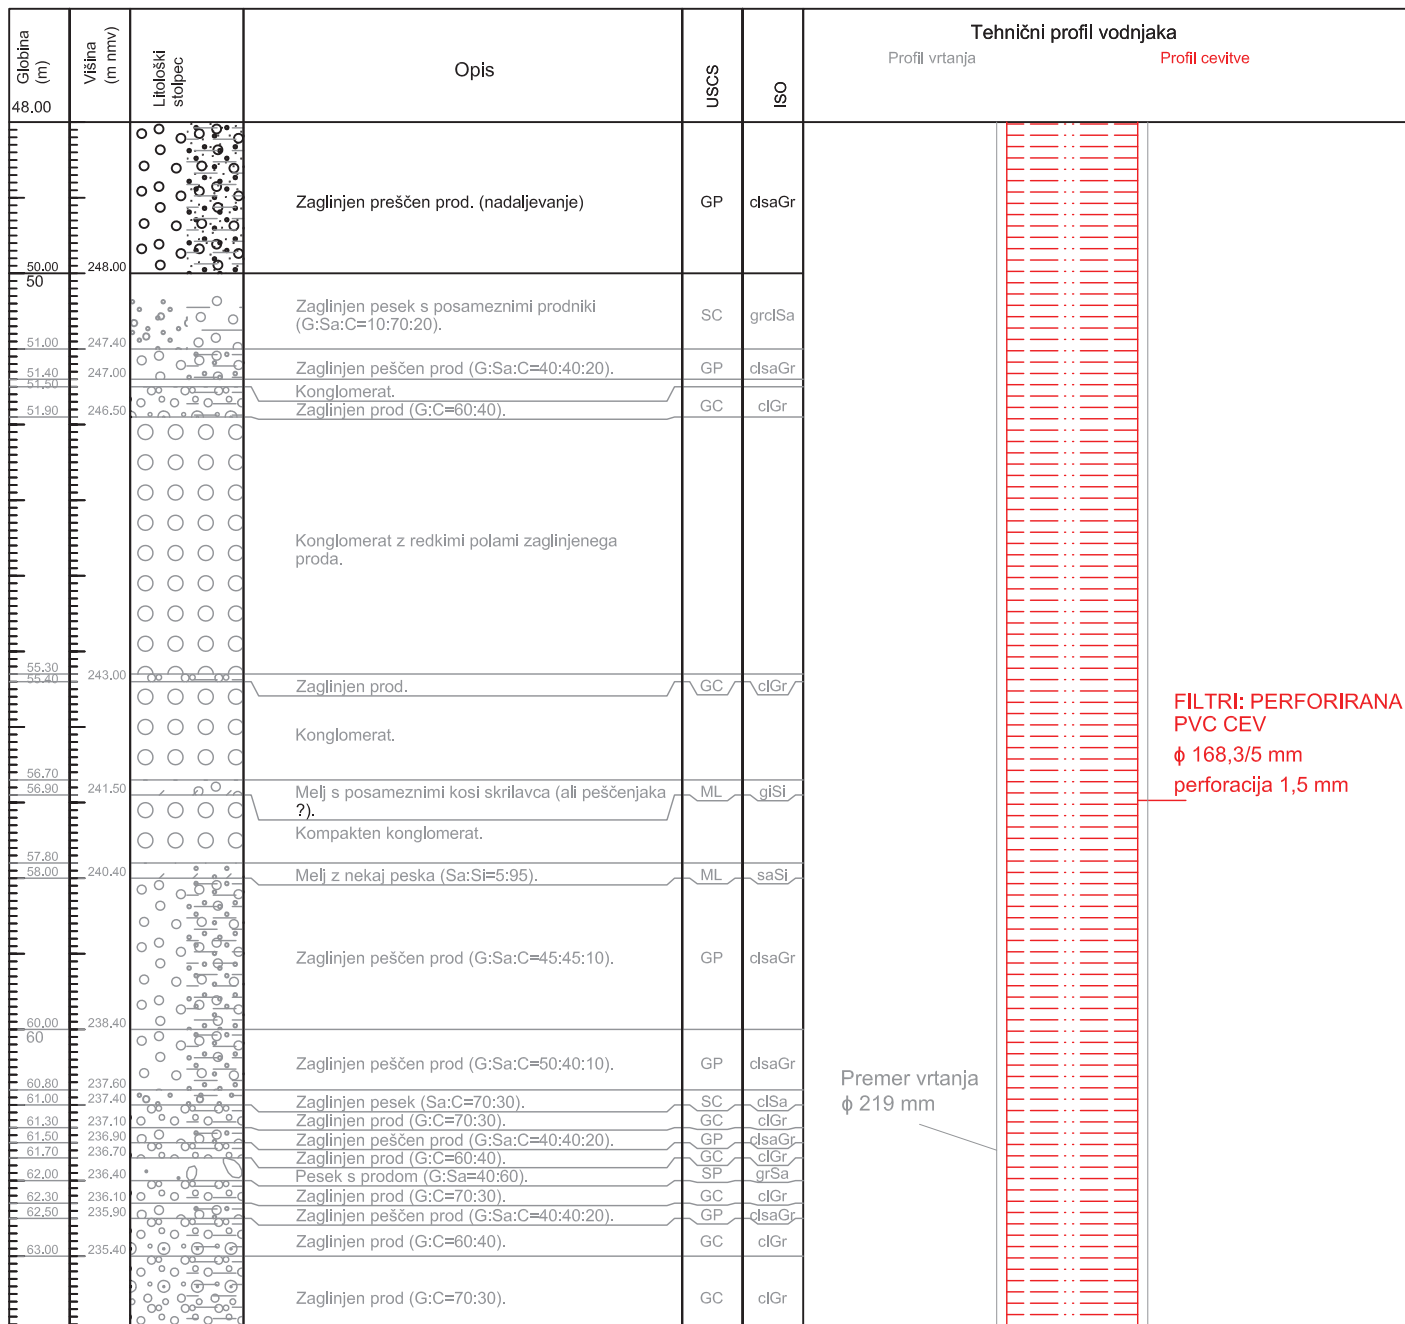 Globina
(m)
48.00
Višina
(m nmv)
Litološki
stolpec
Opis
USCS
ISO
Tehnični profil vodnjaka
Profil vrtanja
Profil cevitve
Zaglinjen preščen prod. (nadaljevanje)
GP
clsaGr
50.00
248.00
50
Zaglinjen pesek s posameznimi prodniki
(G:Sa:C=10:70:20).
SC
grclSa
51.00
247.40
Zaglinjen peščen prod (G:Sa:C=40:40:20).
GP
clsaGr
51.40
247.00
51.50
Konglomerat.
Zaglinjen prod (G:C=60:40).
GC
clGr
51.90
246.50
Konglomerat z redkimi polami zaglinjenega
proda.
55.30
243.00
55.40
Zaglinjen prod.
GC
clGr
Konglomerat.
FILTRI: PERFORIRANA
PVC CEV
ϕ 168,3/5 mm
perforacija 1,5 mm
56.70
56.90
241.50
Melj s posameznimi kosi skrilavca (ali peščenjaka
?).
ML
giSi
Kompakten konglomerat.
57.80
58.00
240.40
Melj z nekaj peska (Sa:Si=5:95).
ML
saSi
Zaglinjen peščen prod (G:Sa:C=45:45:10).
GP
clsaGr
60.00
238.40
60
Zaglinjen peščen prod (G:Sa:C=50:40:10).
GP
clsaGr
Premer vrtanja
ϕ 219 mm
60.80
237.60
61.00
237.40
Zaglinjen pesek (Sa:C=70:30).
SC
clSa
61.30
237.10
Zaglinjen prod (G:C=70:30).
GC
clGr
61.50
236.90
Zaglinjen peščen prod (G:Sa:C=40:40:20).
GP
clsaGr
61.70
236.70
Zaglinjen prod (G:C=60:40).
GC
clGr
62.00
236.40
Pesek s prodom (G:Sa=40:60).
SP
grSa
62.30
236.10
Zaglinjen prod (G:C=70:30).
GC
clGr
62.50
235.90
Zaglinjen peščen prod (G:Sa:C=40:40:20).
GP
clsaGr
Zaglinjen prod (G:C=60:40).
GC
clGr
63.00
235.40
Zaglinjen prod (G:C=70:30).
GC
clGr